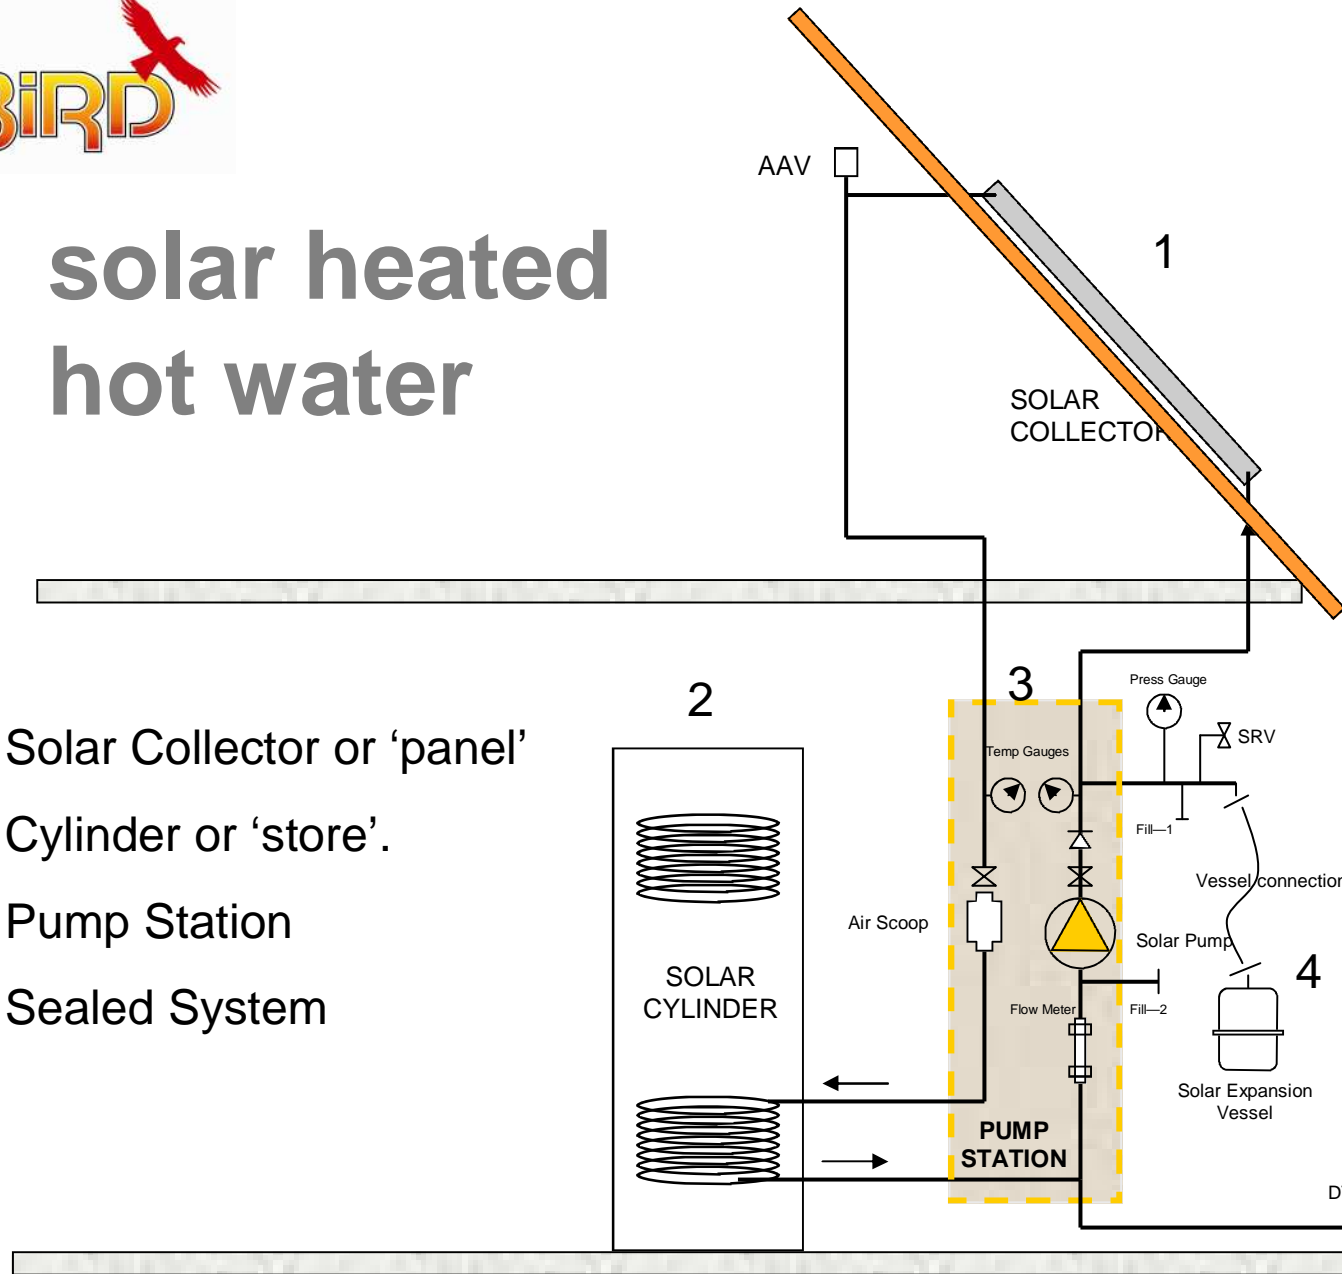 BiRD
AAV
solar heated
hot water
1
SOLAR
COLLECTOR
2
3
Press Gauge
SRV
Temp Gauges
Solar Collector or ‘panel’
Cylinder or ‘store’.
Pump Station
Sealed System
Fill—1
Vessel connection
Air Scoop
Solar Pump
4
SOLAR
CYLINDER
Flow Meter
Fill—2
Solar Expansion
Vessel
PUMP
STATION